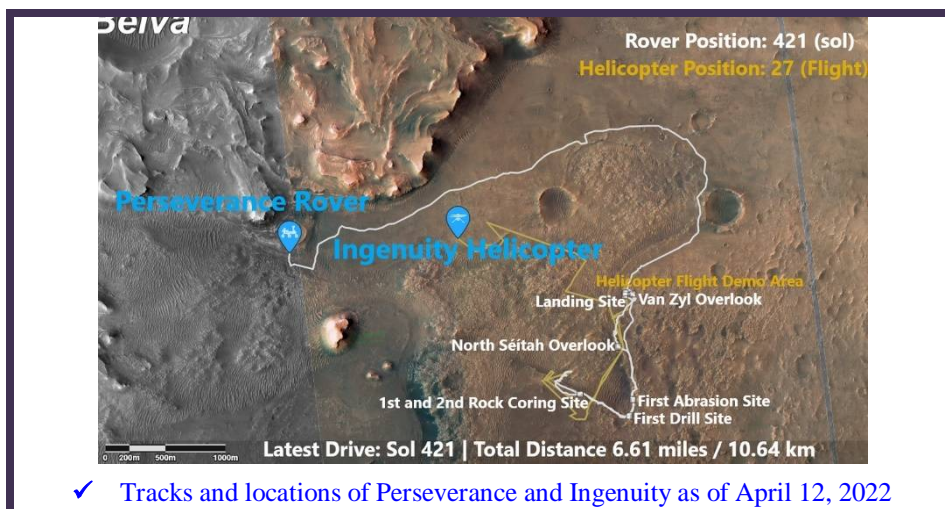 Belva
Rover Position: 421 (sol)
Helicopter Position: 27 (Flight)
Perseverance Rover
Ingenuity Helicopter
Helicopter Flight Demo Area
Landing Site
Van Zyl Overlook
North Séítah Overlook
1st and 2nd Rock Coring Site
First Abrasion Site
First Drill Site
0 200m 500m 1000m
Latest Drive: Sol 421 | Total Distance 6.61 miles / 10.64 km
✓ Tracks and locations of Perseverance and Ingenuity as of April 12, 2022